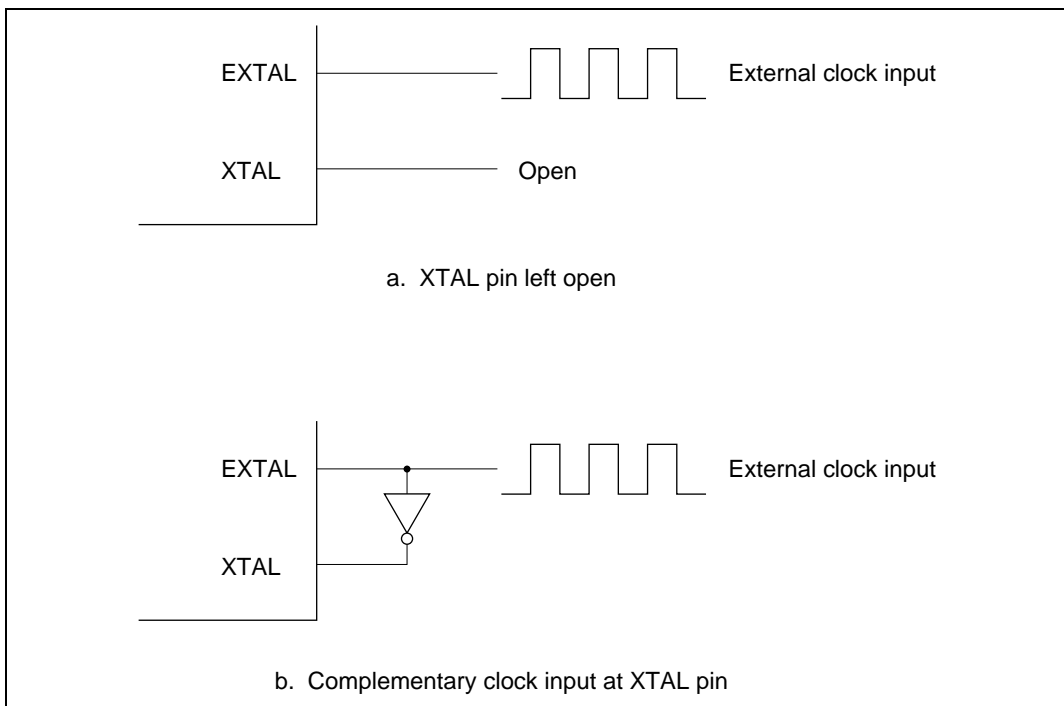 EXTAL
External clock input
XTAL
Open
a. XTAL pin left open
EXTAL
External clock input
XTAL
b. Complementary clock input at XTAL pin